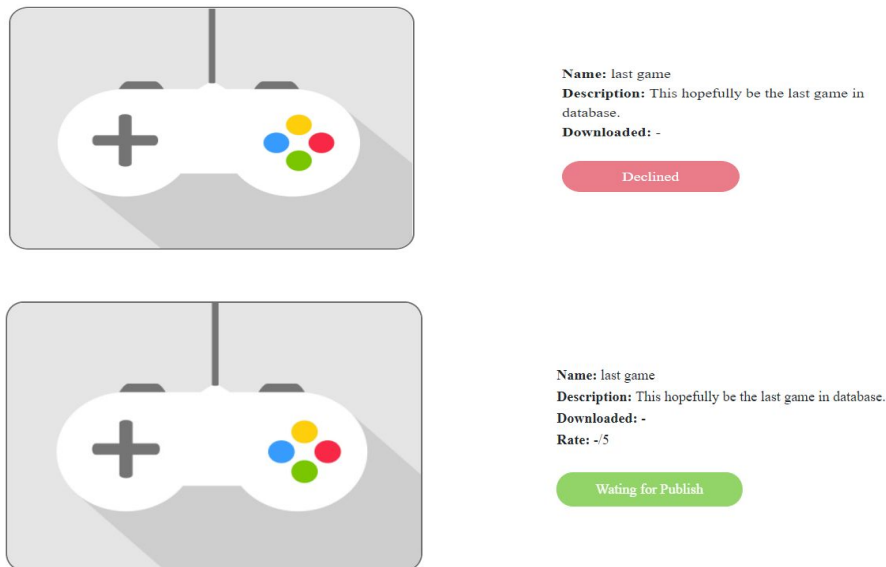 Name: last game
Description: This hopefully be the last game in
database.
Downloaded: -
Declined
Name: last game
Description: This hopefully be the last game in database.
Downloaded: -
Rate: -/5
Wating for Publish